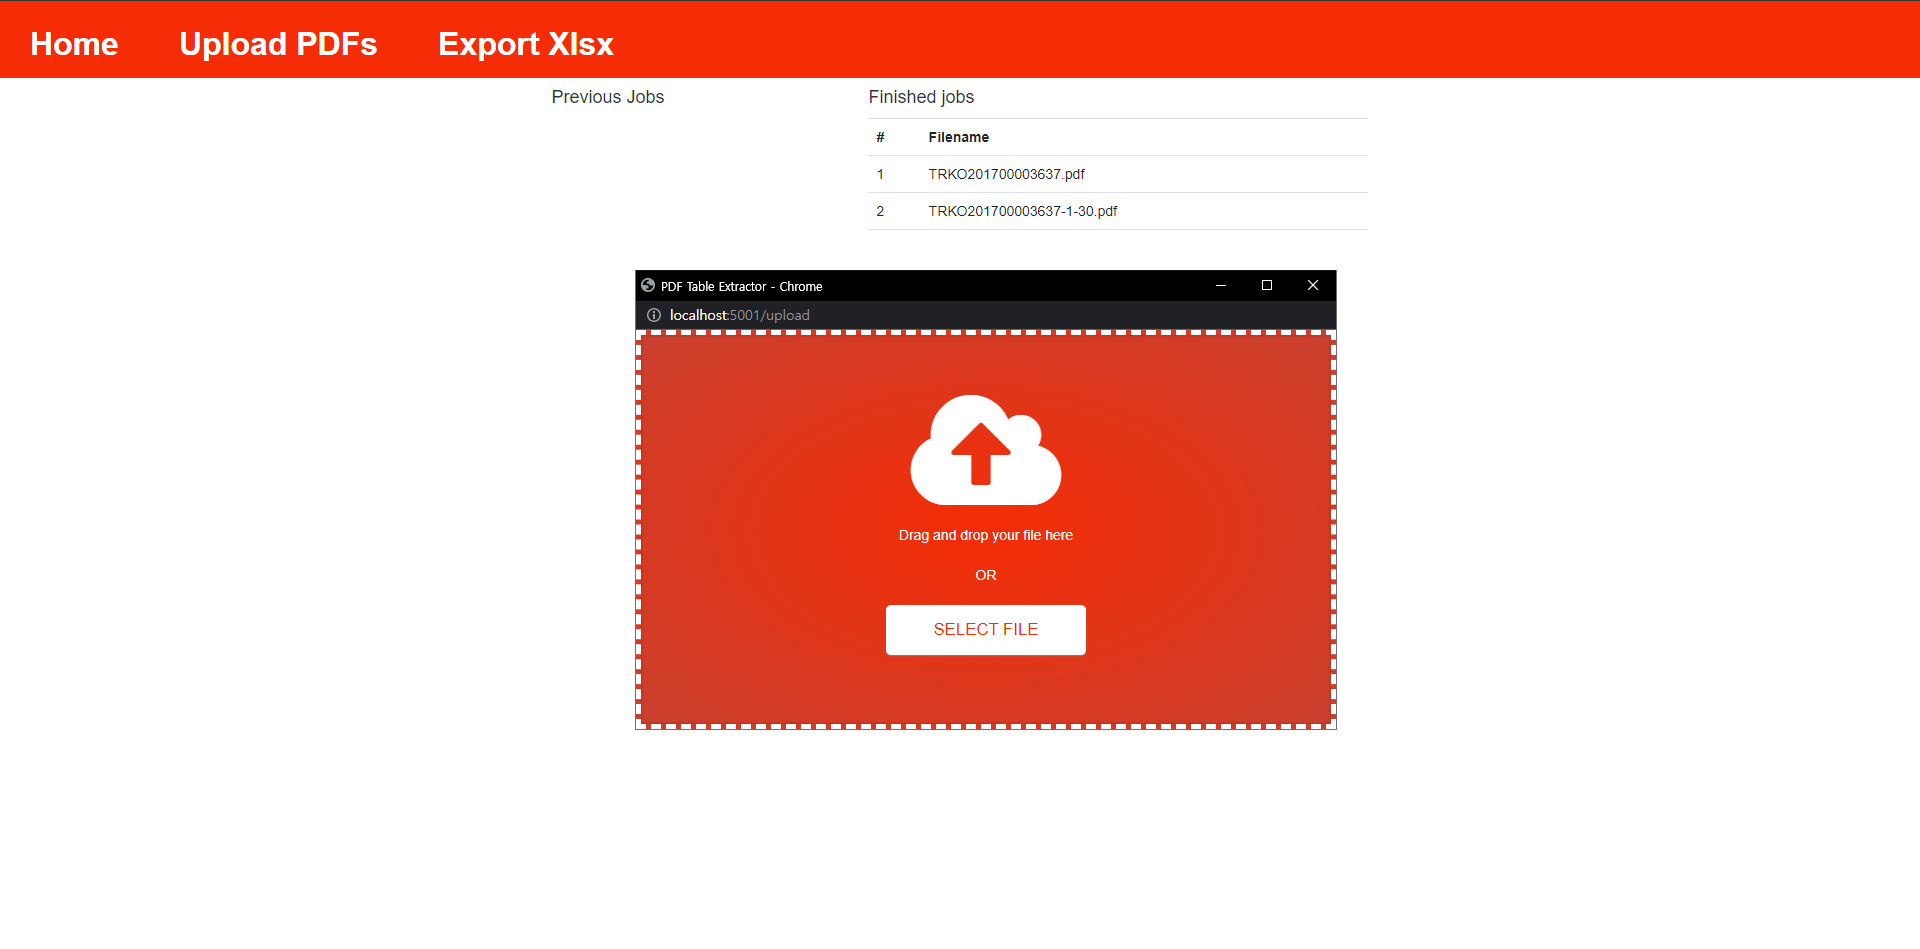 Home Upload PDFs Export Xlsx
Previous Jobs
Finished jobs
# Filename
1 TRKO201700003637.pdf
2 TRKO201700003637-1-30.pdf
PDF Table Extractor - Chrome
localhost:5001/upload
Drag and drop your file here
OR
SELECT FILE